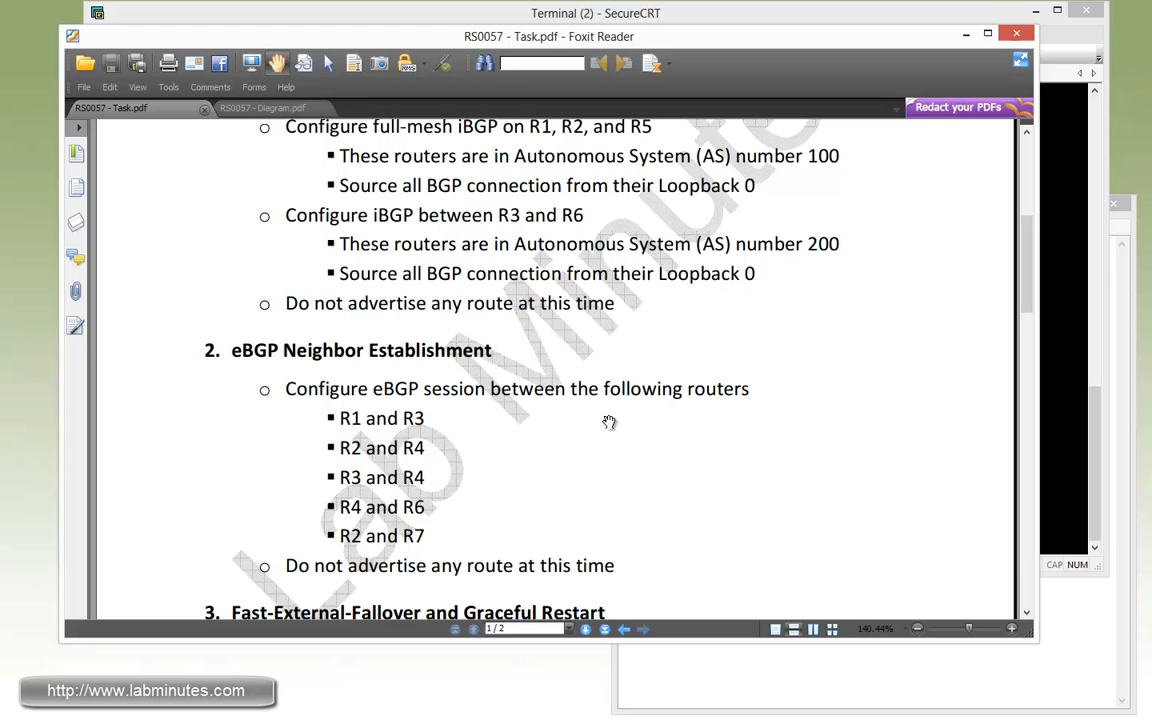 Terminal (2) - SecureCRT
RS0057 - Task.pdf - Foxit Reader
File Edit View Tools Comments Forms Help
RS0057 - Task.pdf RS0057 - Diagram.pdf Redact your PDFs
o Configure full-mesh iBGP on R1, R2, and R5
▪ These routers are in Autonomous System (AS) number 100
▪ Source all BGP connection from their Loopback 0
o Configure iBGP between R3 and R6
▪ These routers are in Autonomous System (AS) number 200
▪ Source all BGP connection from their Loopback 0
o Do not advertise any route at this time
2. eBGP Neighbor Establishment
o Configure eBGP session between the following routers
▪ R1 and R3
▪ R2 and R4
▪ R3 and R4
▪ R4 and R6
▪ R2 and R7
o Do not advertise any route at this time
3. Fast-External-Fallover and Graceful Restart
Lab Minutes
CAP NUM
1 / 2
140.44%
http://www.labminutes.com